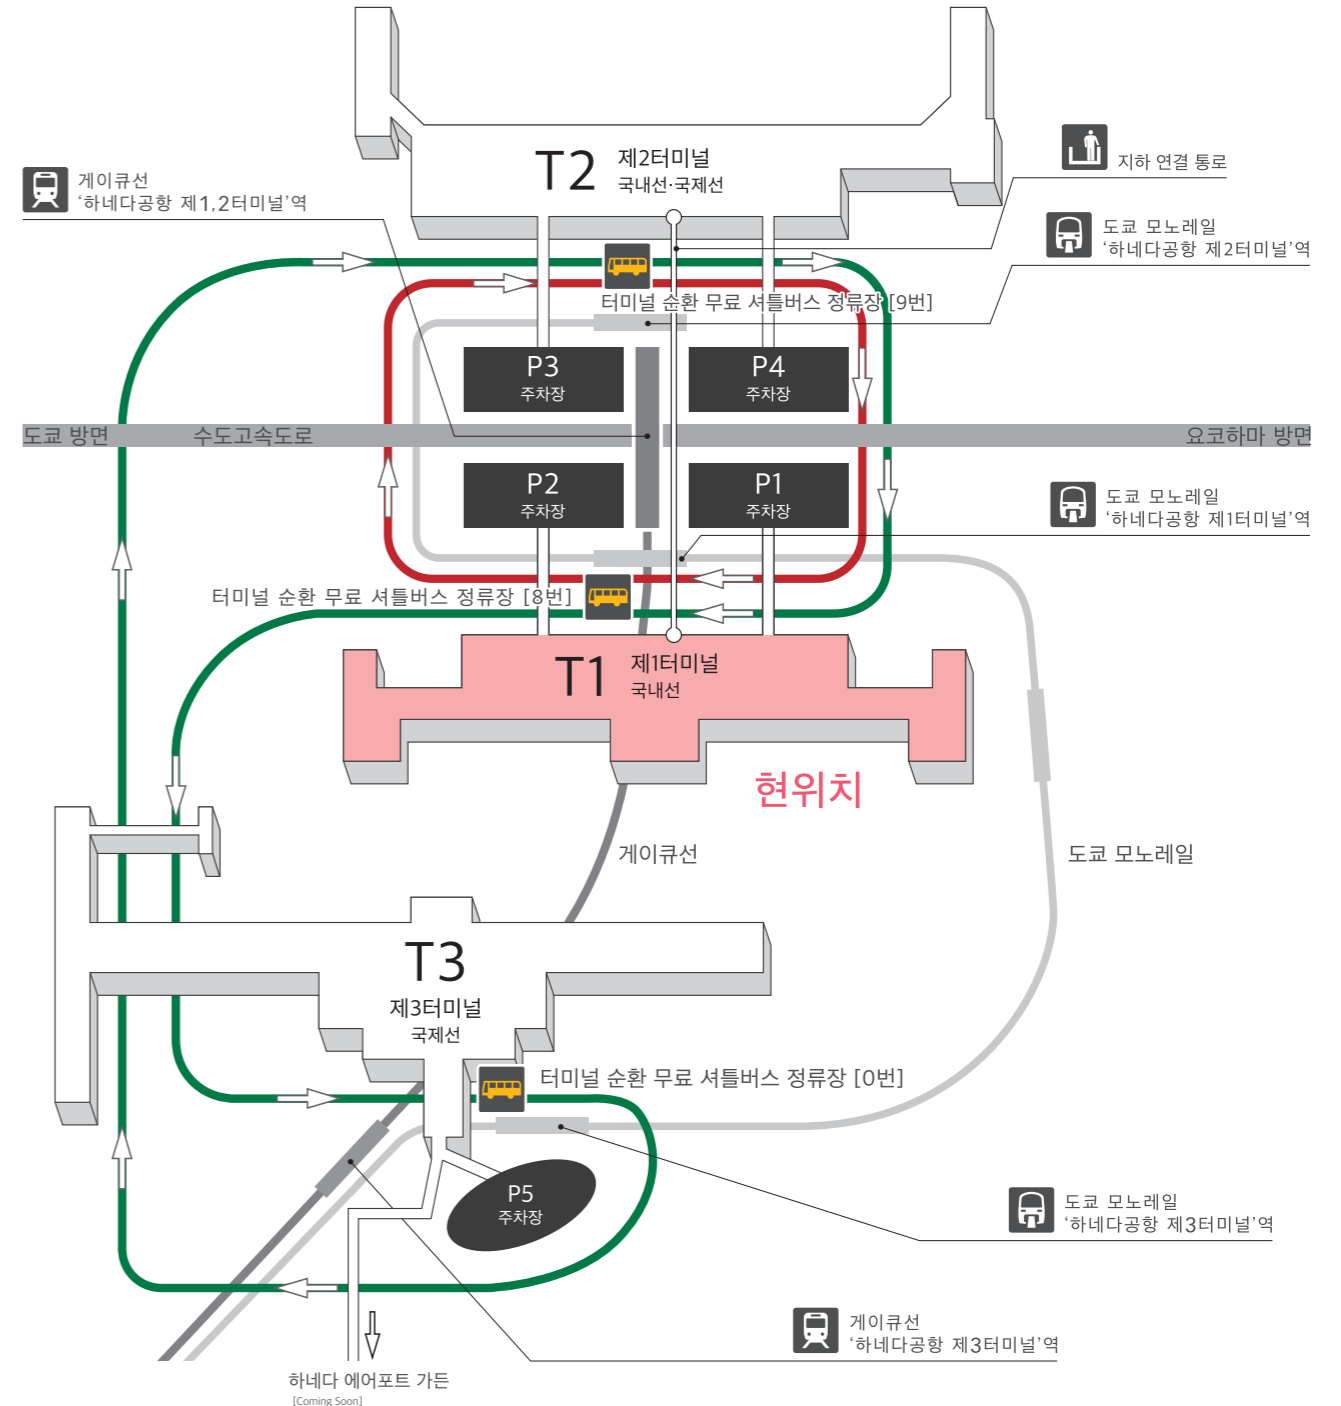 T2
제2터미널
국내선·국제선
지하 연결 통로
게이큐선
‘하네다공항 제1,2터미널’역
도쿄 모노레일
‘하네다공항 제2터미널’역
터미널 순환 무료 셔틀버스 정류장 [9번]
P3
주차장
P4
주차장
도쿄 방면
수도고속도로
요코하마 방면
P2
주차장
P1
주차장
도쿄 모노레일
‘하네다공항 제1터미널’역
터미널 순환 무료 셔틀버스 정류장 [8번]
T1
제1터미널
국내선
현위치
게이큐선
도쿄 모노레일
T3
제3터미널
국제선
터미널 순환 무료 셔틀버스 정류장 [0번]
P5
주차장
도쿄 모노레일
‘하네다공항 제3터미널’역
게이큐선
‘하네다공항 제3터미널’역
하네다 에어포트 가든
[Coming Soon]